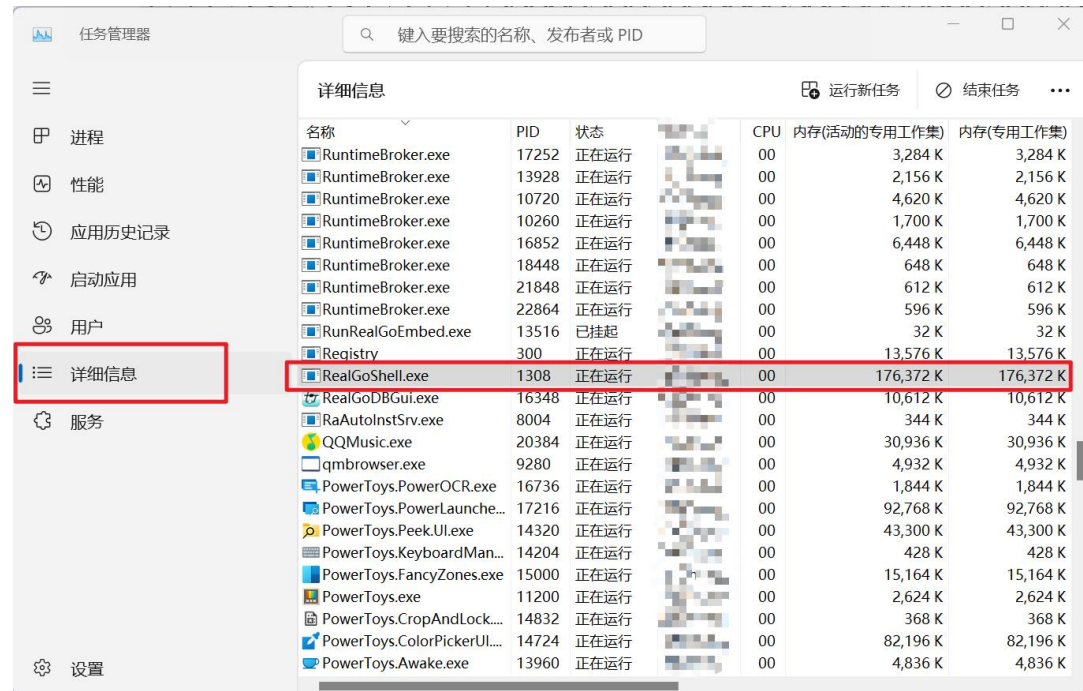 任务管理器
键入要搜索的名称、发布者或 PID
详细信息
运行新任务
结束任务
进程
性能
应用历史记录
启动应用
用户
详细信息
服务
设置
名称 PID 状态 CPU 内存(活动的专用工作集) 内存(专用工作集)
RuntimeBroker.exe 17252 正在运行 00 3,284 K 3,284 K
RuntimeBroker.exe 13928 正在运行 00 2,156 K 2,156 K
RuntimeBroker.exe 10720 正在运行 00 4,620 K 4,620 K
RuntimeBroker.exe 10260 正在运行 00 1,700 K 1,700 K
RuntimeBroker.exe 16852 正在运行 00 6,448 K 6,448 K
RuntimeBroker.exe 18448 正在运行 00 648 K 648 K
RuntimeBroker.exe 21848 正在运行 00 612 K 612 K
RuntimeBroker.exe 22864 正在运行 00 596 K 596 K
RunRealGoEmbed.exe 13516 已挂起 00 32 K 32 K
Registry 300 正在运行 00 13,576 K 13,576 K
RealGoShell.exe 1308 正在运行 00 176,372 K 176,372 K
RealGoDBGui.exe 16348 正在运行 00 10,612 K 10,612 K
RaAutoInstSrv.exe 8004 正在运行 00 344 K 344 K
QQMusic.exe 20384 正在运行 00 30,936 K 30,936 K
qmbrowser.exe 9280 正在运行 00 4,932 K 4,932 K
PowerToys.PowerOCR.exe 16736 正在运行 00 1,844 K 1,844 K
PowerToys.PowerLaunche... 17216 正在运行 00 92,768 K 92,768 K
PowerToys.Peek.UI.exe 14320 正在运行 00 43,300 K 43,300 K
PowerToys.KeyboardMan... 14204 正在运行 00 428 K 428 K
PowerToys.FancyZones.exe 15000 正在运行 00 15,164 K 15,164 K
PowerToys.exe 11200 正在运行 00 2,624 K 2,624 K
PowerToys.CropAndLock.... 14832 正在运行 00 368 K 368 K
PowerToys.ColorPickerUI.... 14724 正在运行 00 82,196 K 82,196 K
PowerToys.Awake.exe 13960 正在运行 00 4,836 K 4,836 K